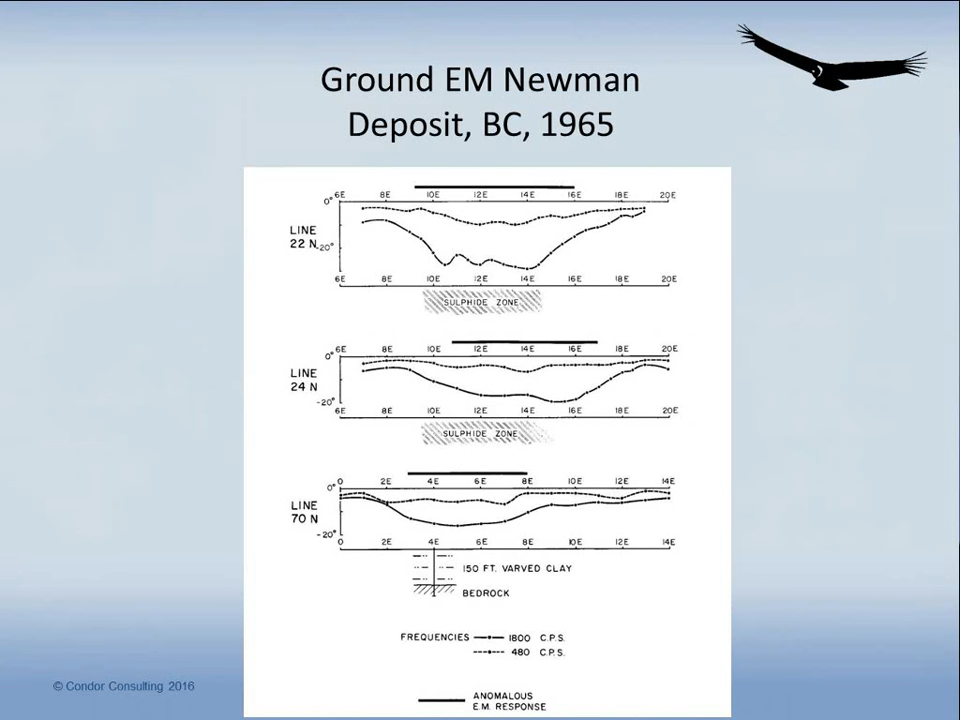 Ground EM Newman
Deposit, BC, 1965
6E 8E 10E 12E 14E 16E 18E 20E
0°
LINE
22 N
-20°
6E 8E 10E 12E 14E 16E 18E 20E
SULPHIDE ZONE
6E 8E 10E 12E 14E 16E 18E 20E
0°
LINE
24 N
-20°
6E 8E 10E 12E 14E 16E 18E 20E
SULPHIDE ZONE
0 2E 4E 6E 8E 10E 12E 14E
0°
LINE
70 N
-20°
0 2E 4E 6E 8E 10E 12E 14E
150 FT. VARVED CLAY
BEDROCK
FREQUENCIES 1800 C.P.S.
480 C.P.S.
© Condor Consulting 2016
ANOMALOUS
E.M. RESPONSE